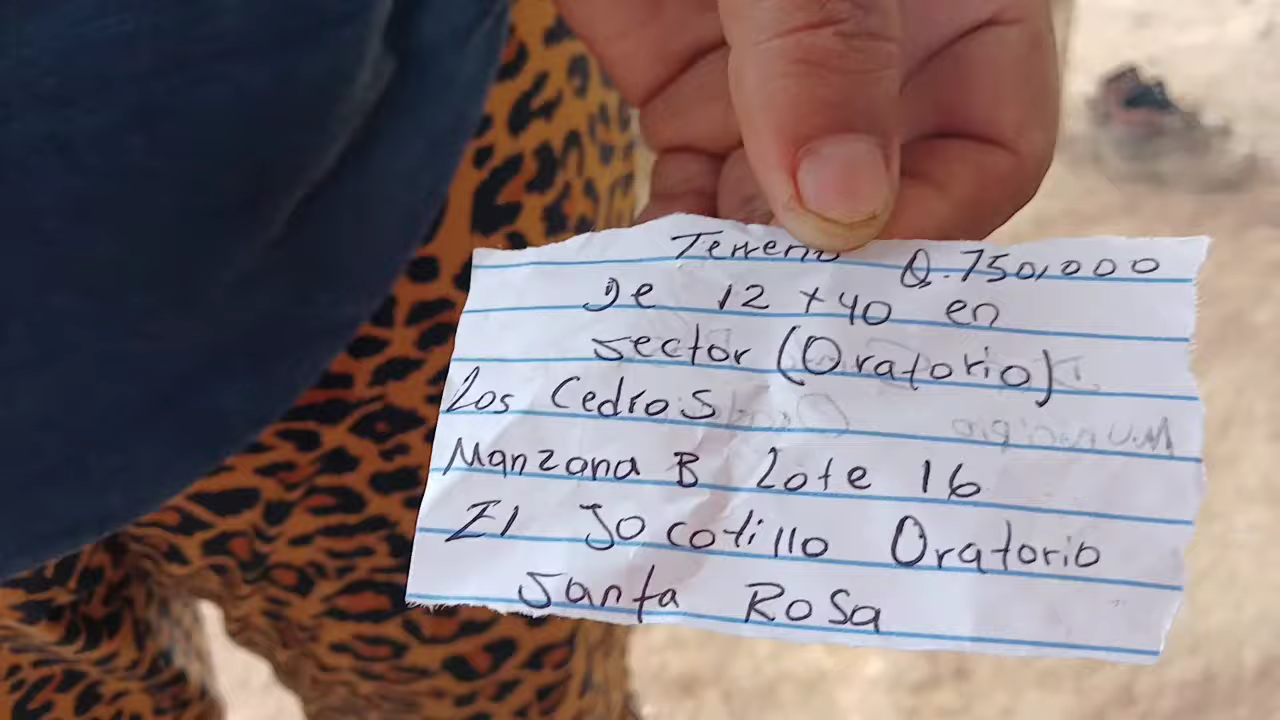 Terreno Q.750,000
De 12 x 40 en
sector (Oratorio)
Los Cedros
Manzana B Lote 16
El Jocotillo Oratorio
Santa Rosa